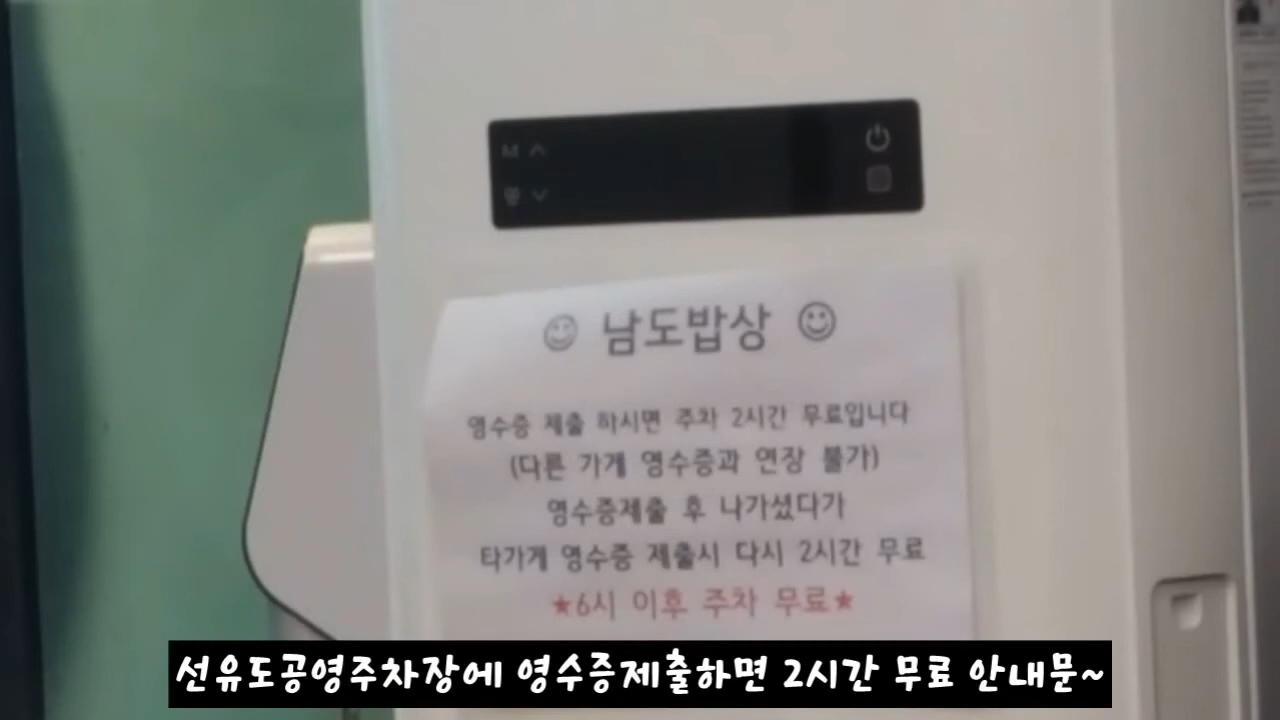 남도밥상
영수증 제출 하시면 주차 2시간 무료입니다
(다른 가게 영수증과 연장 불가)
영수증제출 후 나가셨다가
타가게 영수증 제출시 다시 2시간 무료
★6시 이후 주차 무료★
선유도공영주차장에 영수증제출하면 2시간 무료 안내문~